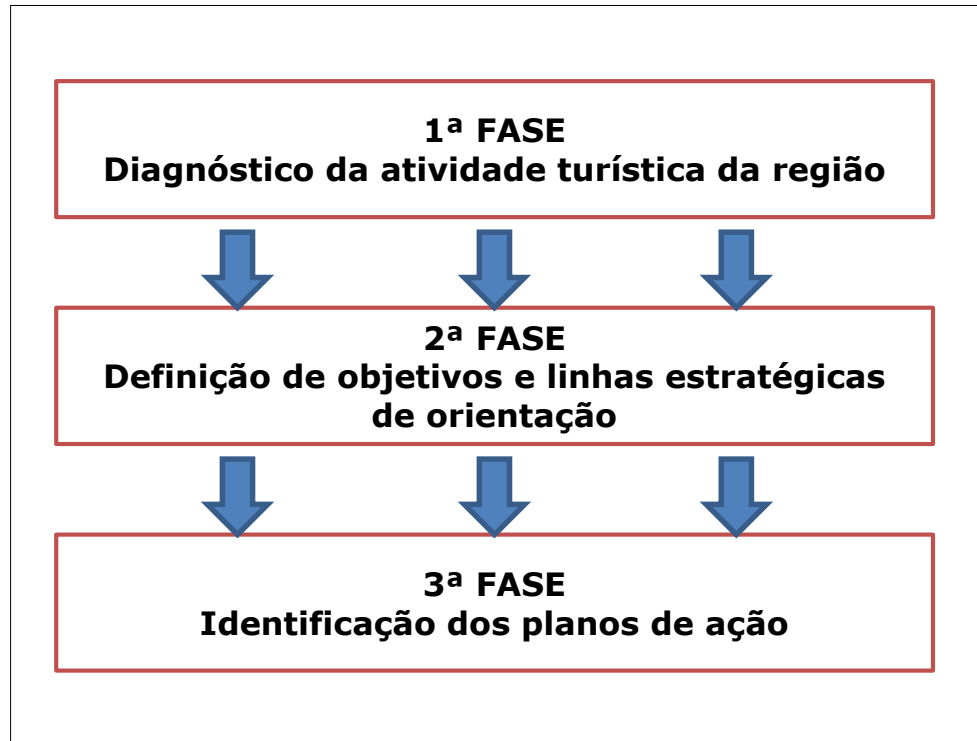 1ª FASE
Diagnóstico da atividade turística da região
2ª FASE
Definição de objetivos e linhas estratégicas
de orientação
3ª FASE
Identificação dos planos de ação